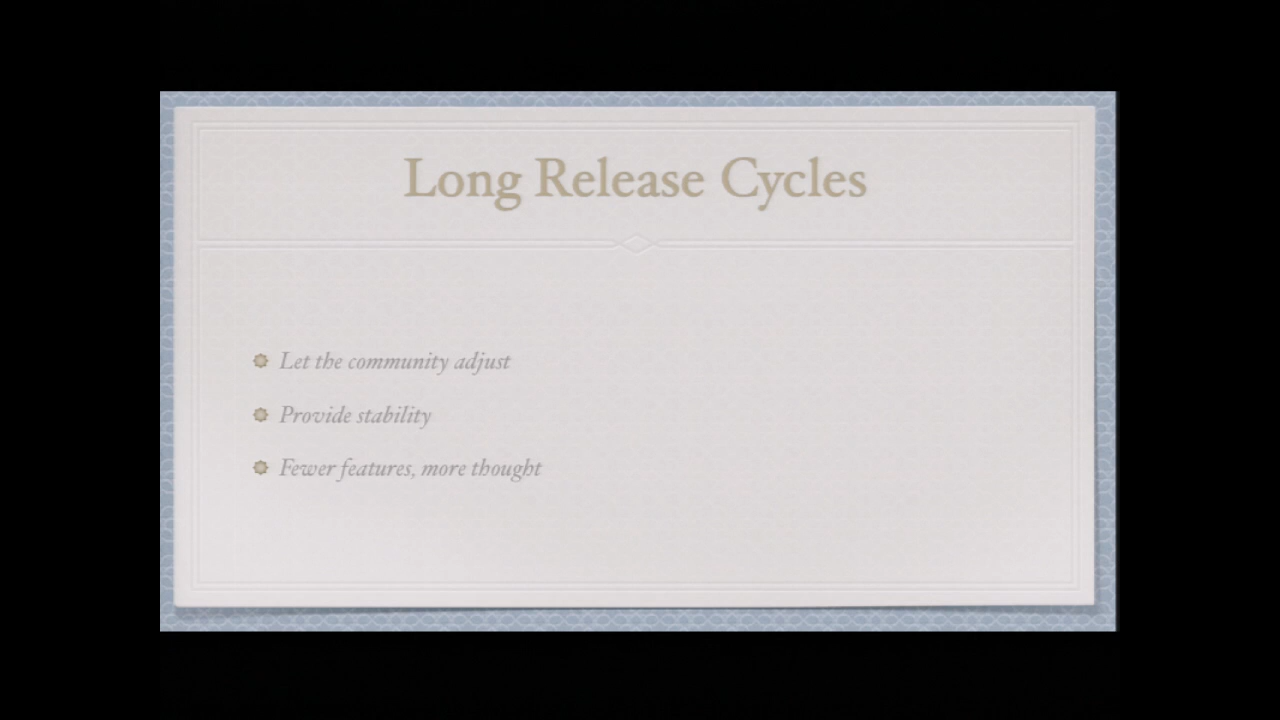 Long Release Cycles
Let the community adjust
Provide stability
Fewer features, more thought